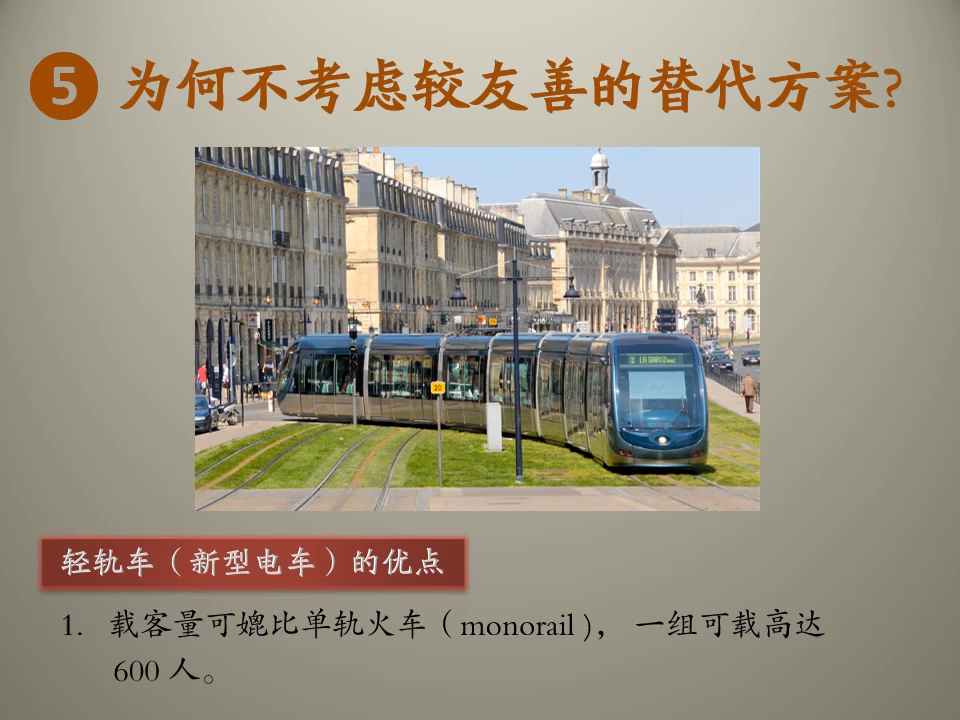 5 为何不考虑较友善的替代方案?
20
轻轨车（新型电车）的优点
1. 载客量可媲比单轨火车（monorail ）， 一组可载高达
600 人。